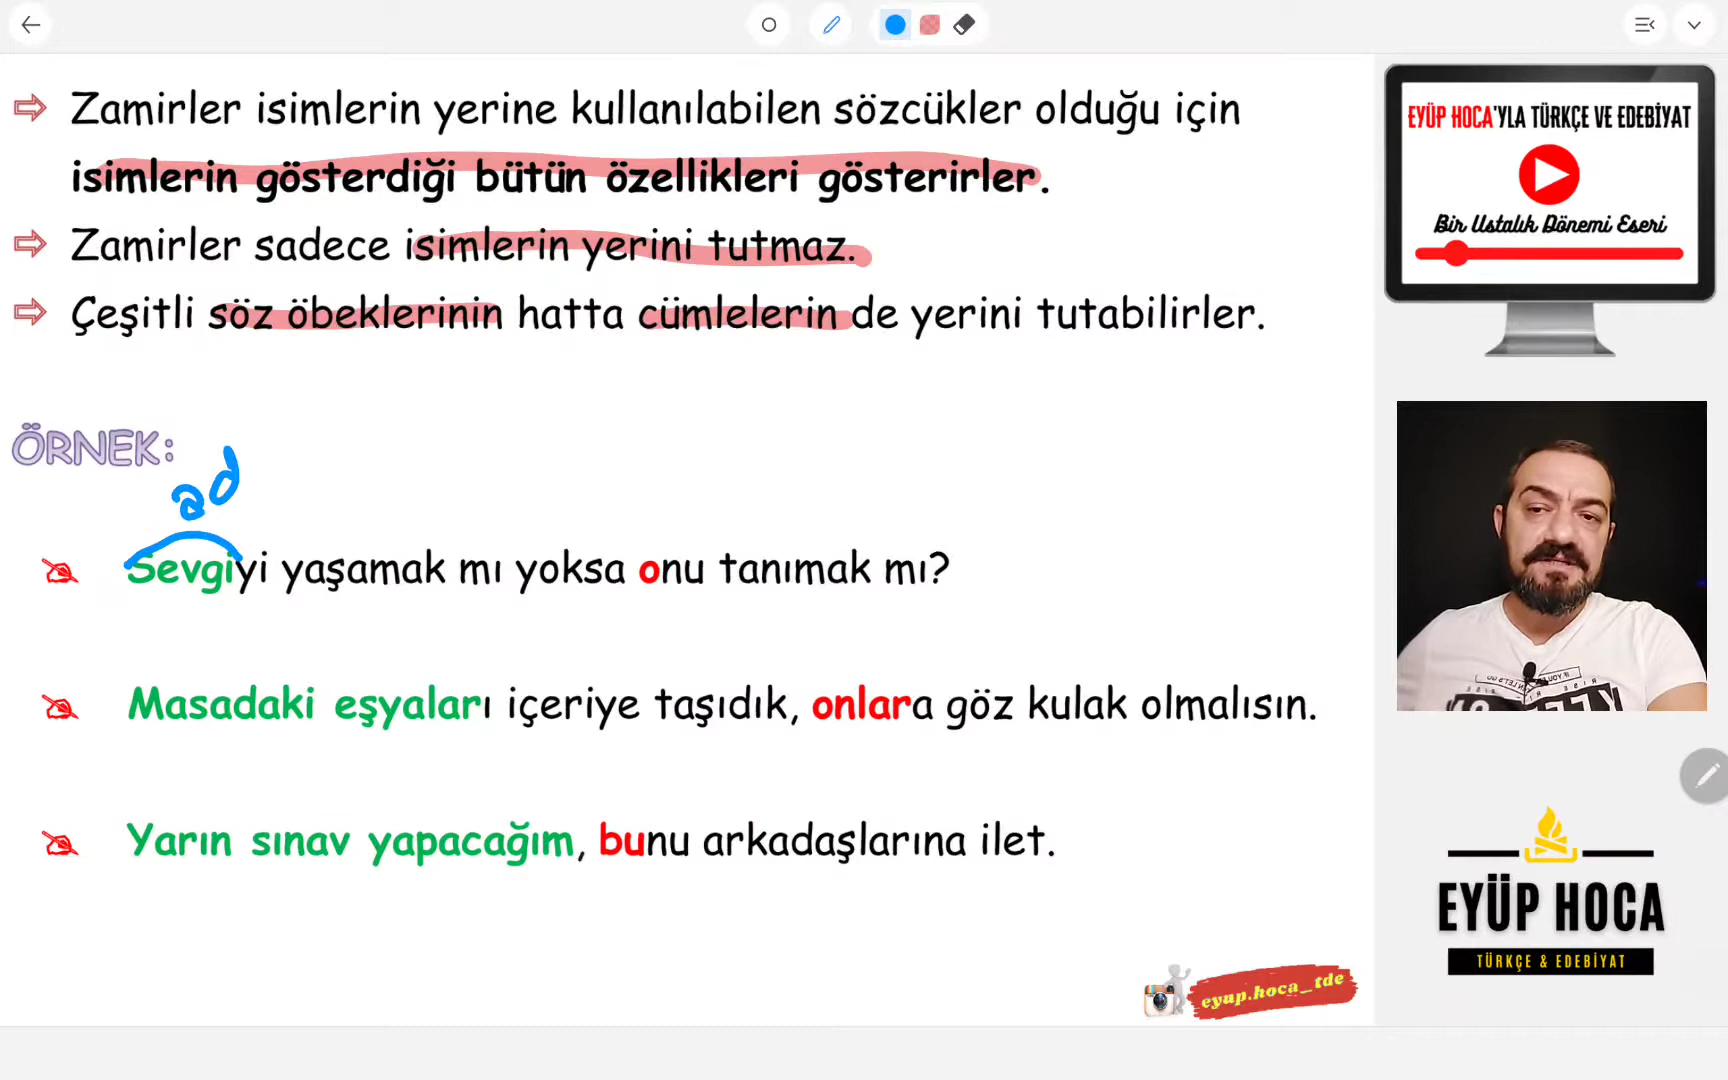 Zamirler isimlerin yerine kullanılabilen sözcükler olduğu için
isimlerin gösterdiği bütün özellikleri gösterirler.
Zamirler sadece isimlerin yerini tutmaz.
Çeşitli söz öbeklerinin hatta cümlelerin de yerini tutabilirler.
ÖRNEK:
ad
Sevgiyi yaşamak mı yoksa onu tanımak mı?
Masadaki eşyaları içeriye taşıdık, onlara göz kulak olmalısın.
Yarın sınav yapacağım, bunu arkadaşlarına ilet.
eyup.hoca_tde
EYÜP HOCA'YLA TÜRKÇE VE EDEBİYAT
Bir Ustalık Dönemi Eseri
EYÜP HOCA
TÜRKÇE & EDEBİYAT